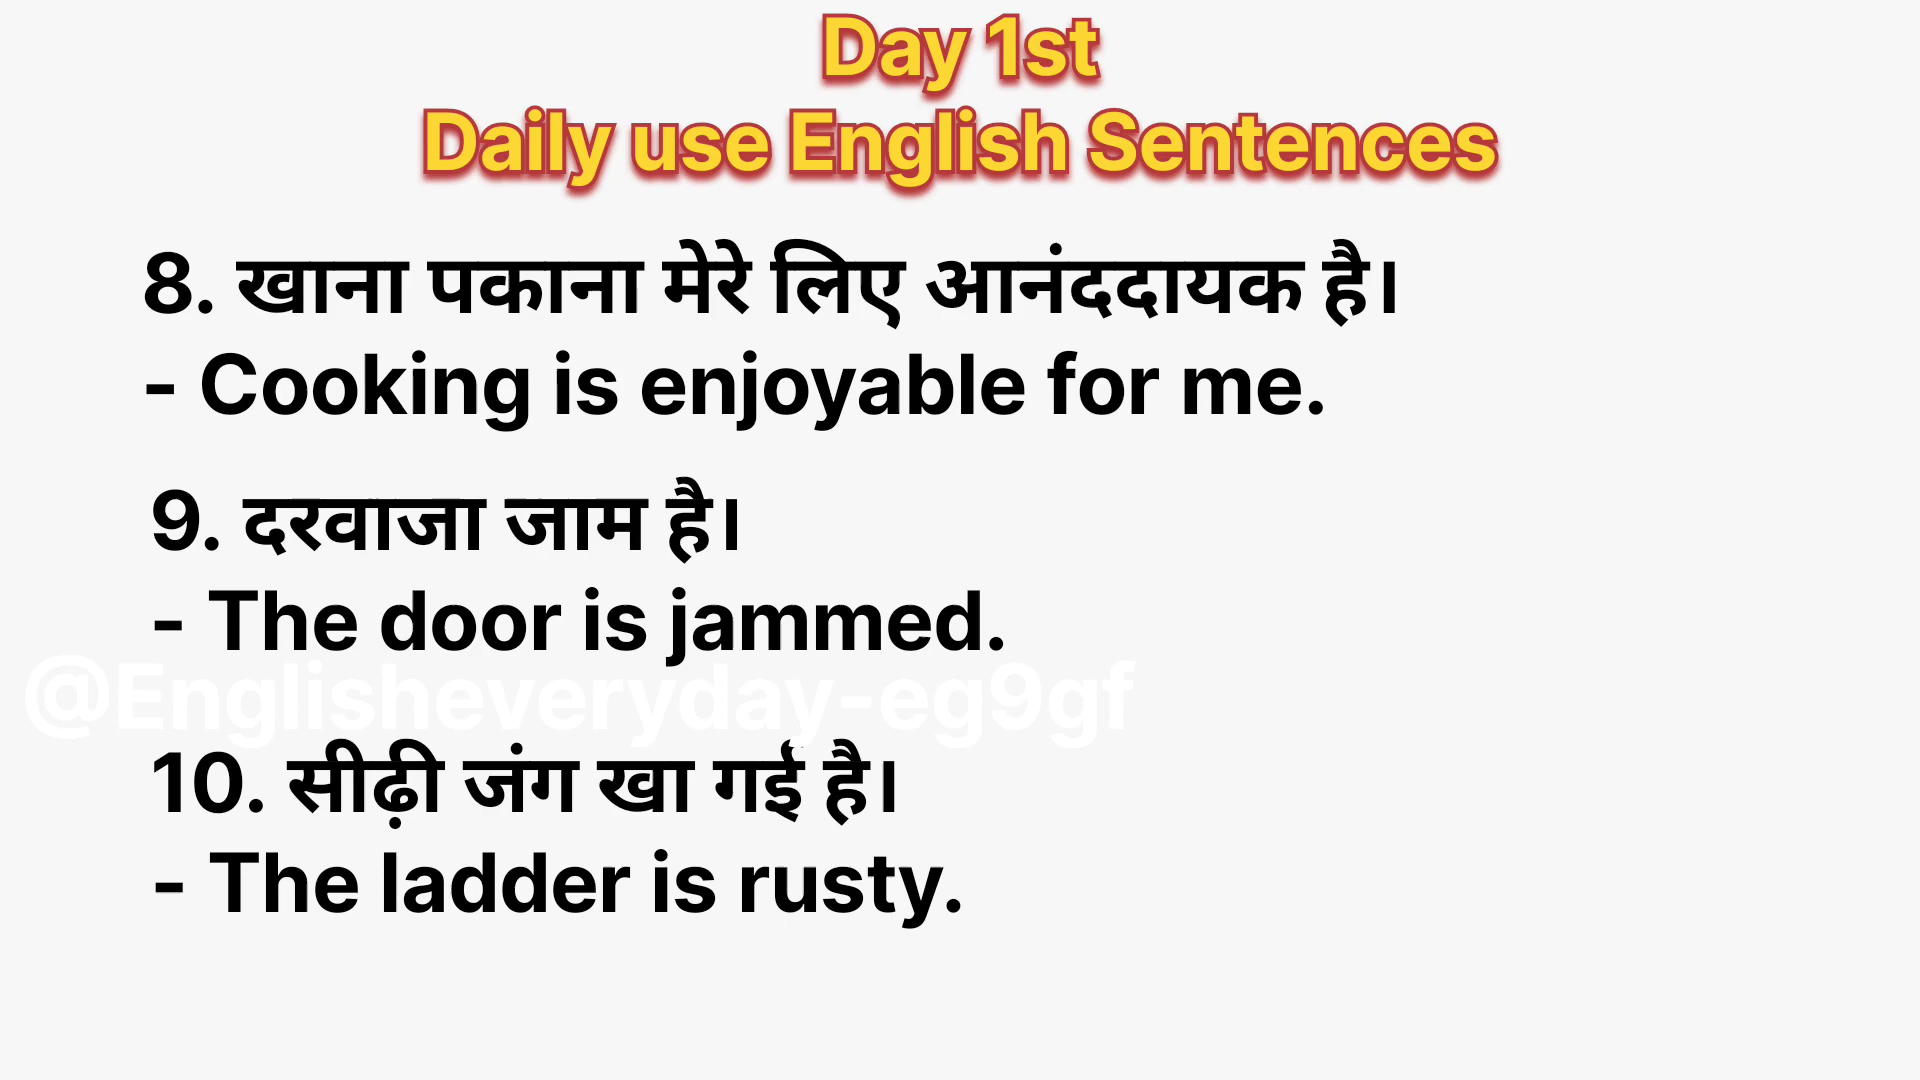 Day 1st
Daily use English Sentences
8. खाना पकाना मेरे लिए आनंददायक है।
- Cooking is enjoyable for me.
9. दरवाजा जाम है।
- The door is jammed.
@Englisheveryday-eg9gf
10. सीढ़ी जंग खा गई है।
- The ladder is rusty.